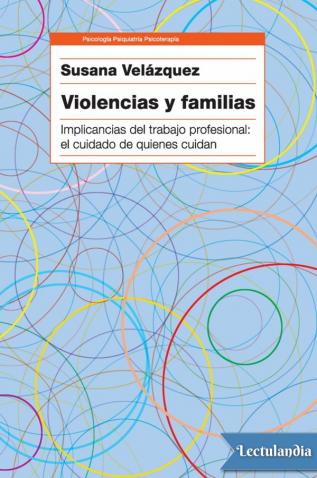 Psicología Psiquiatría Psicoterapia
Susana Velázquez
Violencias y familias
Implicancias del trabajo profesional:
el cuidado de quienes cuidan
Lectulandia